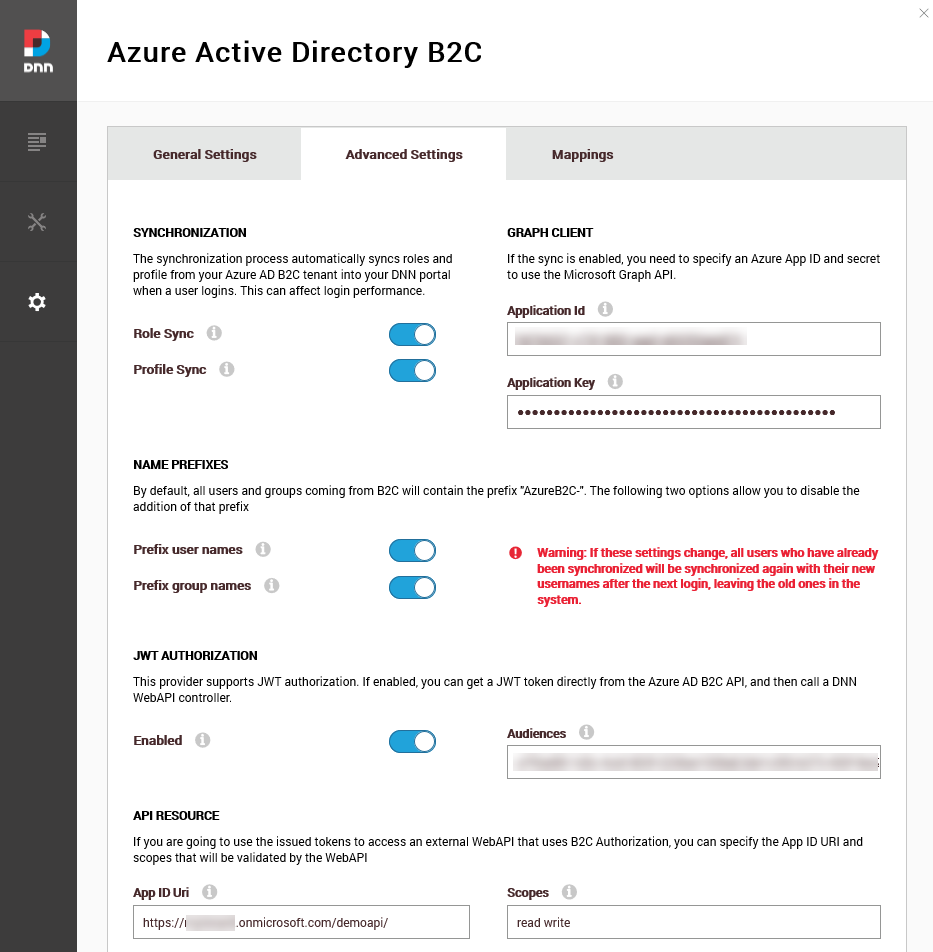 DNN
Azure Active Directory B2C
General Settings
Advanced Settings
Mappings
SYNCHRONIZATION
The synchronization process automatically syncs roles and
profile from your Azure AD B2C tenant into your DNN portal
when a user logins. This can affect login performance.
Role Sync
Profile Sync
GRAPH CLIENT
If the sync is enabled, you need to specify an Azure App ID and secret
to use the Microsoft Graph API.
Application Id
Application Key
NAME PREFIXES
By default, all users and groups coming from B2C will contain the prefix "AzureB2C-". The following two options allow you to disable the
addition of that prefix
Prefix user names
Prefix group names
Warning: If these settings change, all users who have already
been synchronized will be synchronized again with their new
usernames after the next login, leaving the old ones in the
system.
JWT AUTHORIZATION
This provider supports JWT authorization. If enabled, you can get a JWT token directly from the Azure AD B2C API, and then call a DNN
WebAPI controller.
Enabled
Audiences
API RESOURCE
If you are going to use the issued tokens to access an external WebAPI that uses B2C Authorization, you can specify the App ID URI and
scopes that will be validated by the WebAPI
App ID Uri
https://
.onmicrosoft.com/demoapi/
Scopes
read write